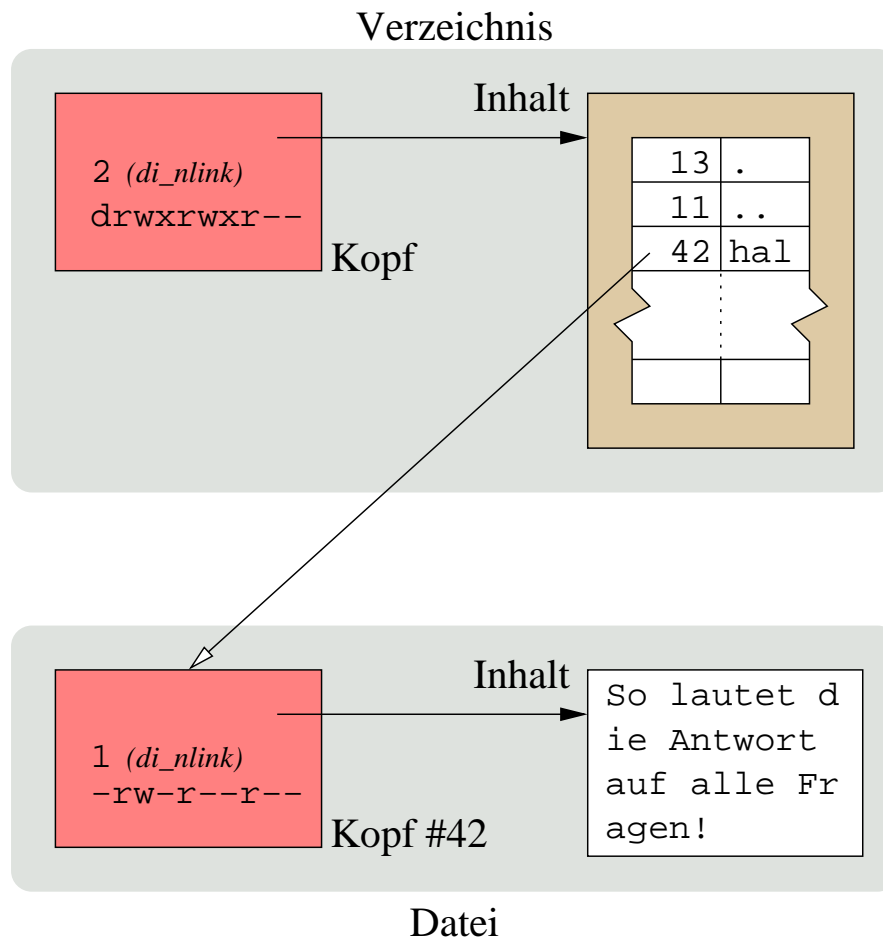 Verzeichnis
Inhalt
2 (di_nlink)
drwxrwxr--
Kopf
13 .
11 ..
42 hal
Inhalt
1 (di_nlink)
-rw-r--r--
Kopf #42
So lautet d
ie Antwort
auf alle Fr
agen!
Datei